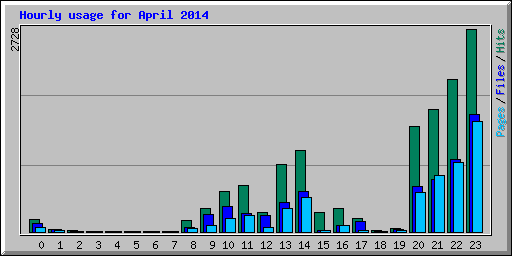 Hourly usage for April 2014
2728
Pages / Files / Hits
0 1 2 3 4 5 6 7 8 9 10 11 12 13 14 15 16 17 18 19 20 21 22 23